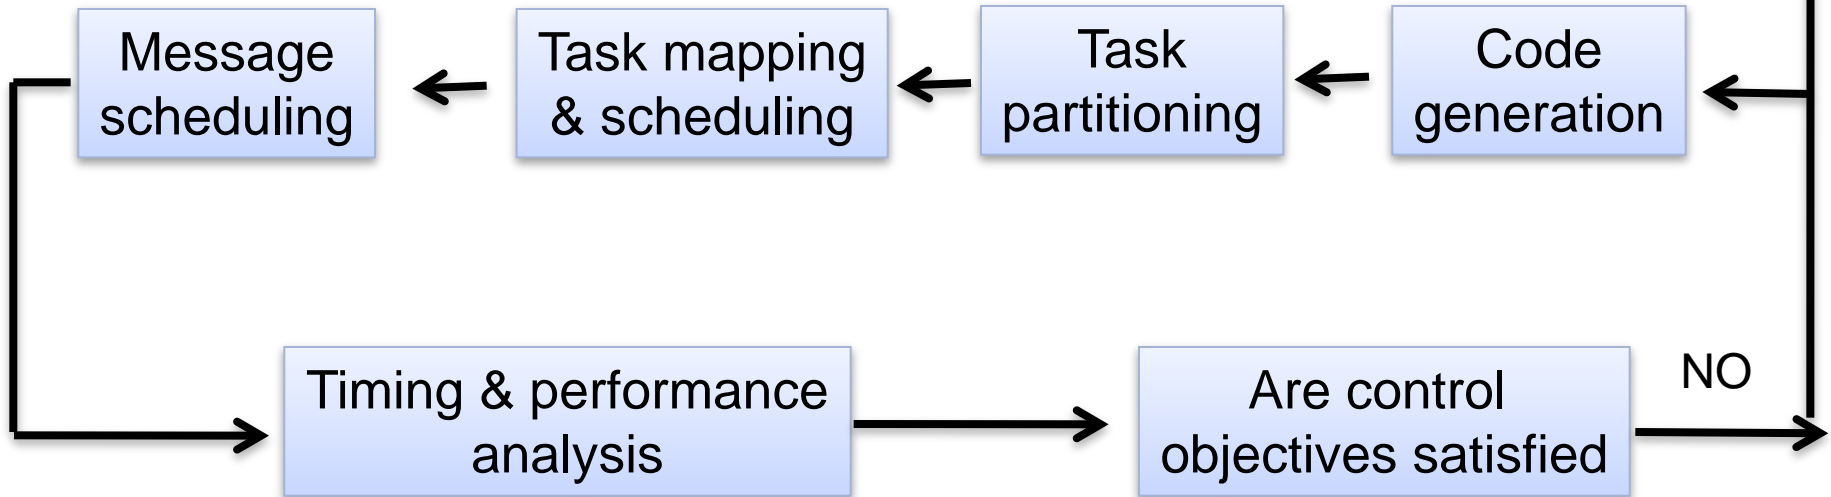 Message
scheduling
Task mapping
& scheduling
Task
partitioning
Code
generation
Timing & performance
analysis
Are control
objectives satisfied
NO